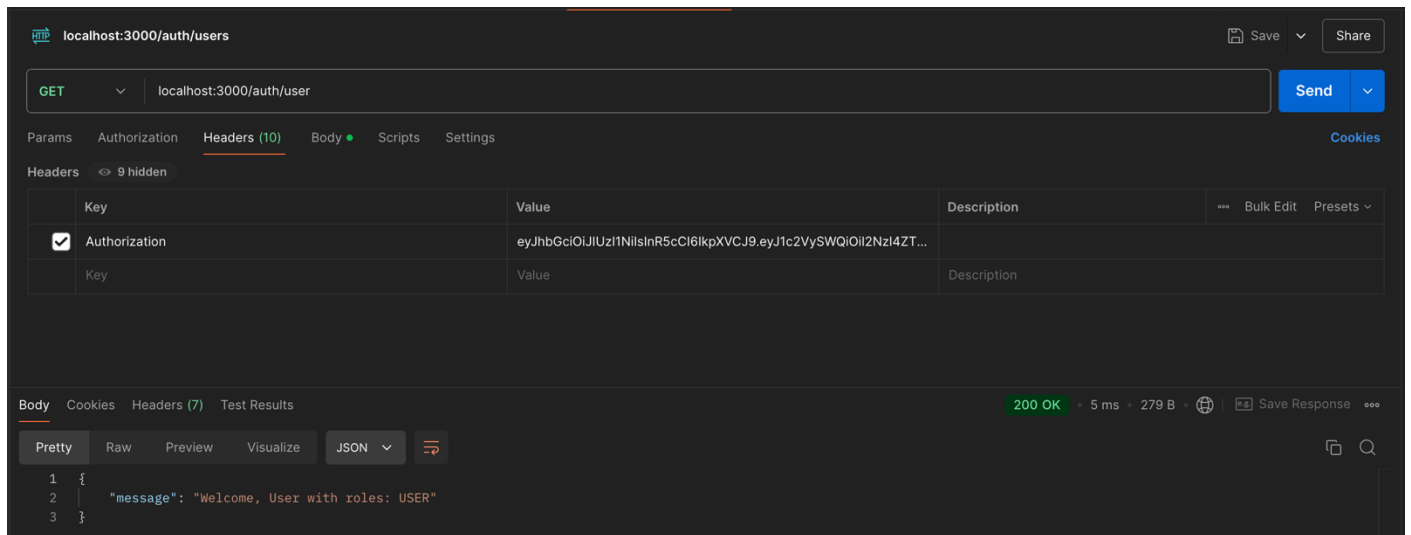 HTTP localhost:3000/auth/users Save Share
GET localhost:3000/auth/user Send
Params Authorization Headers (10) Body Scripts Settings Cookies
Headers 9 hidden
Key Value Description Bulk Edit Presets
Authorization eyJhbGciOiJIUzI1NiIsInR5cCI6IkpXVCJ9.eyJ1c2VySWQiOiI2NzI4ZT...
Key Value Description
Body Cookies Headers (7) Test Results 200 OK 5 ms 279 B e.g. Save Response
Pretty Raw Preview Visualize JSON
1 {
2 "message": "Welcome, User with roles: USER"
3 }